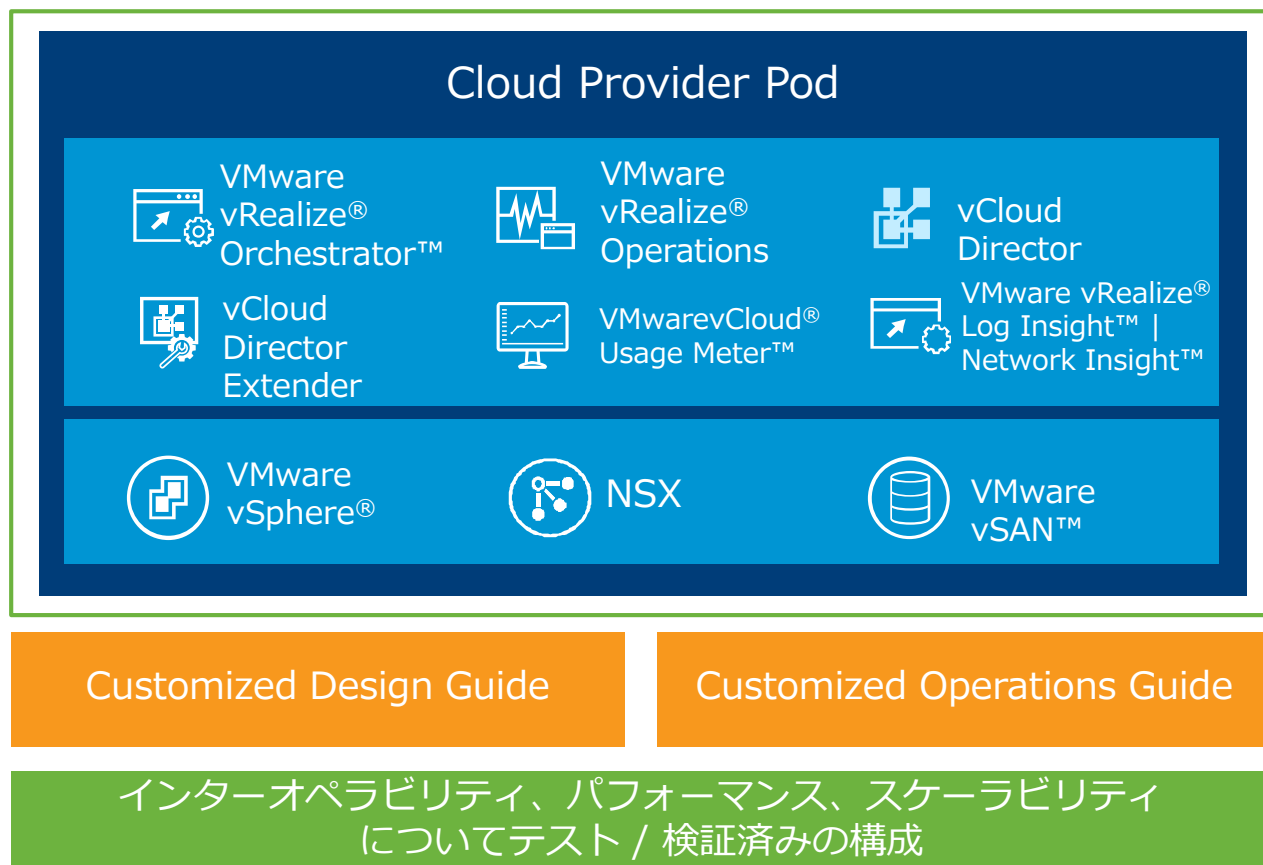 Cloud Provider Pod
VMware
vRealize®
Orchestrator™
VMware
vRealize®
Operations
vCloud
Director
vCloud
Director
Extender
VMwarevCloud®
Usage Meter™
VMware vRealize®
Log Insight™ |
Network Insight™
VMware
vSphere®
NSX
VMware
vSAN™
Customized Design Guide
Customized Operations Guide
インターオペラビリティ、パフォーマンス、スケーラビリティ
についてテスト / 検証済みの構成